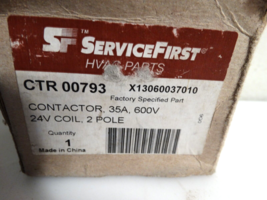 SF ™ SERVICEFIRST
HVAC PARTS
CTR 00793 X13060037010
Factory Specified Part
CONTACTOR, 35A, 600V
24V COIL, 2 POLE
Quantity
1
Made in China